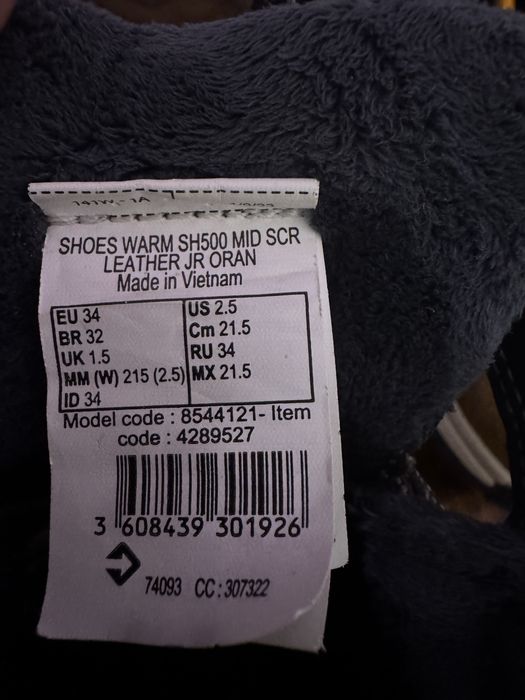 SHOES WARM SH500 MID SCR
LEATHER JR ORAN
Made in Vietnam
EU 34 US 2.5
BR 32 Cm 21.5
UK 1.5 RU 34
MM (W) 215 (2.5) MX 21.5
ID 34
Model code : 8544121- Item
code : 4289527
3 608439 301926
74093 CC : 307322